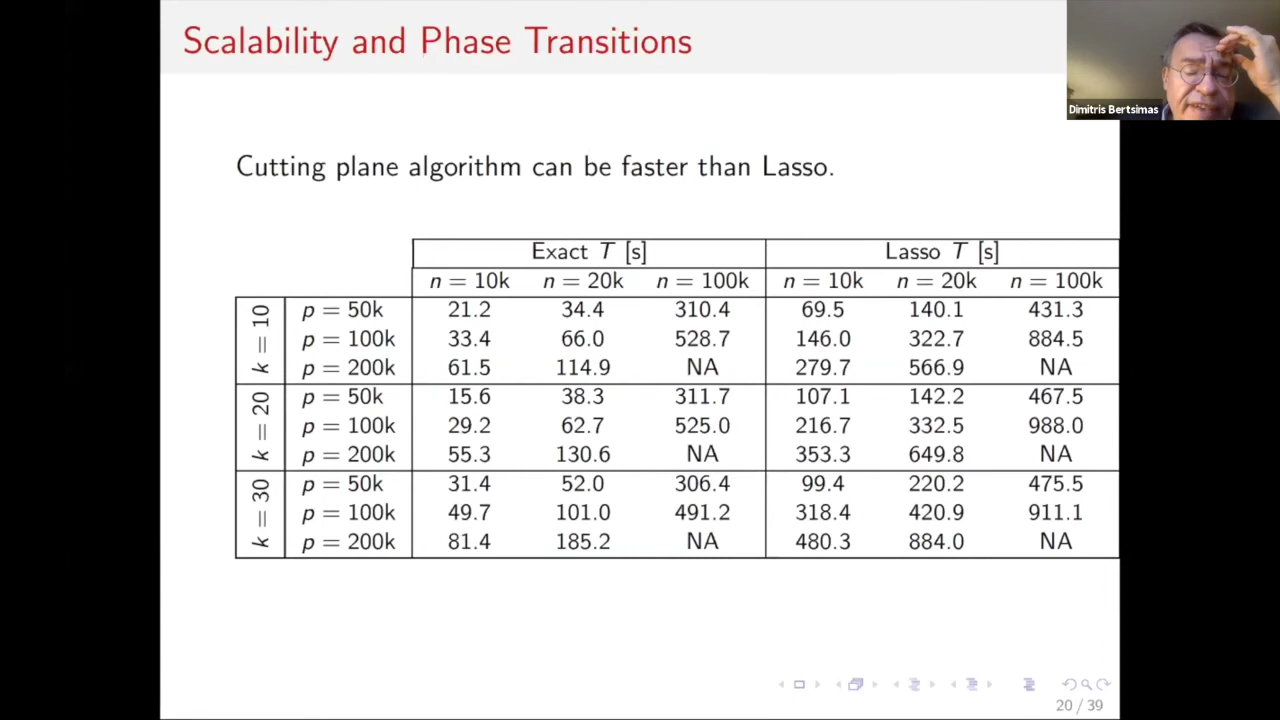 Scalability and Phase Transitions
Dimitris Bertsimas
Cutting plane algorithm can be faster than Lasso.
Exact T [s] Lasso T [s]
n = 10k n = 20k n = 100k n = 10k n = 20k n = 100k
k = 10
p = 50k 21.2 34.4 310.4 69.5 140.1 431.3
p = 100k 33.4 66.0 528.7 146.0 322.7 884.5
p = 200k 61.5 114.9 NA 279.7 566.9 NA
k = 20
p = 50k 15.6 38.3 311.7 107.1 142.2 467.5
p = 100k 29.2 62.7 525.0 216.7 332.5 988.0
p = 200k 55.3 130.6 NA 353.3 649.8 NA
k = 30
p = 50k 31.4 52.0 306.4 99.4 220.2 475.5
p = 100k 49.7 101.0 491.2 318.4 420.9 911.1
p = 200k 81.4 185.2 NA 480.3 884.0 NA
20 / 39